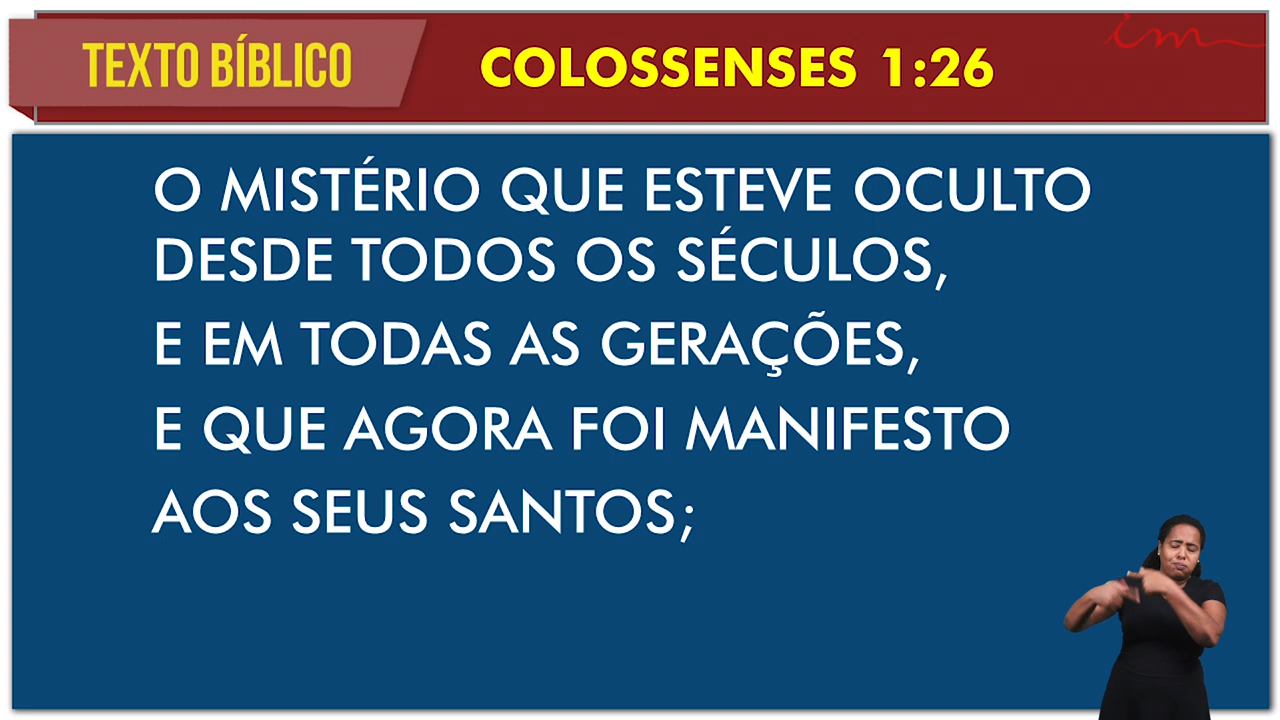 TEXTO BÍBLICO
COLOSSENSES 1:26
im
O MISTÉRIO QUE ESTEVE OCULTO
DESDE TODOS OS SÉCULOS,
E EM TODAS AS GERAÇÕES,
E QUE AGORA FOI MANIFESTO
AOS SEUS SANTOS;